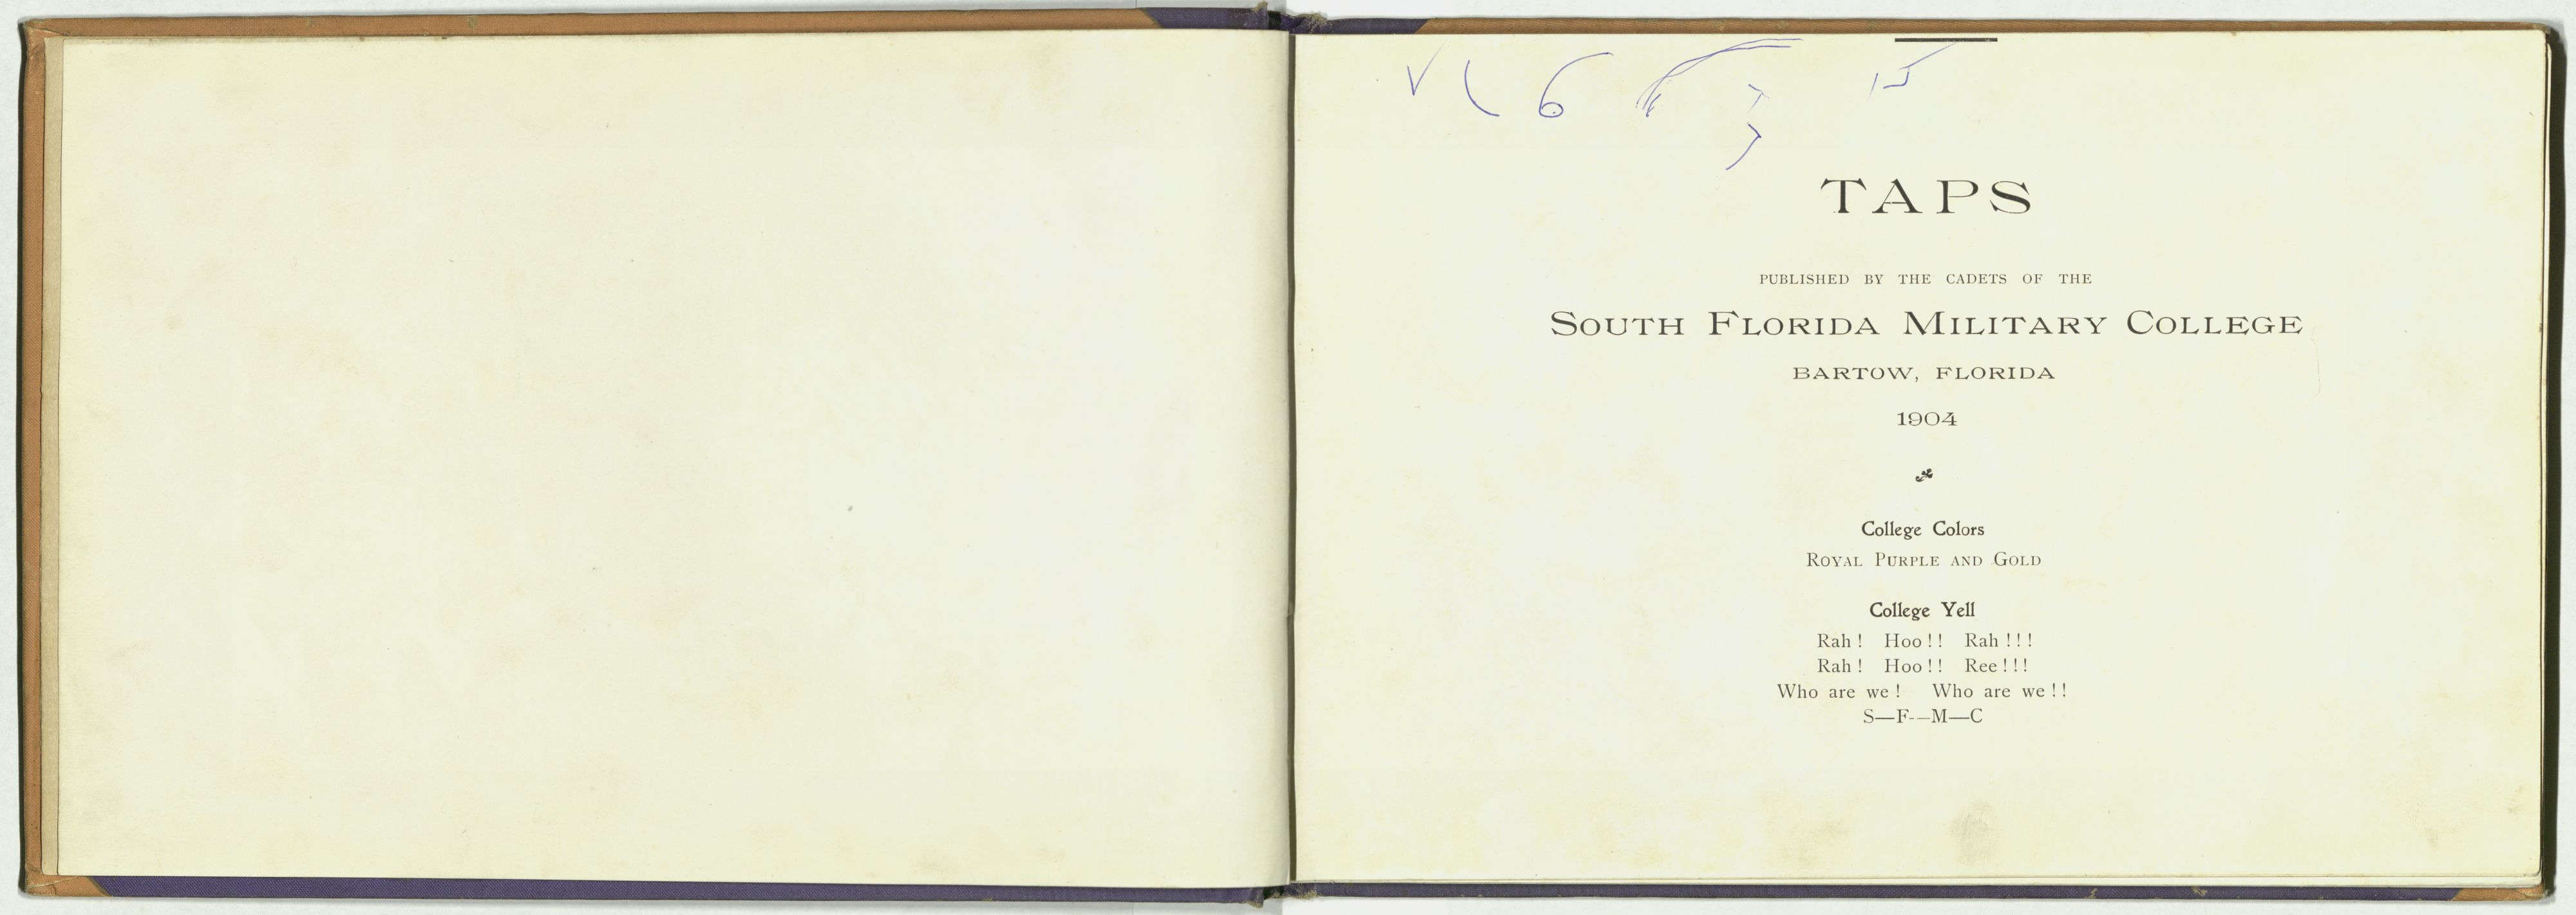 TAPS
PUBLISHED BY THE CADETS OF THE
SOUTH FLORIDA MILITARY COLLEGE
BARTOW, FLORIDA
1904
College Colors
ROYAL PURPLE AND GOLD
College Yell
Rah! Hoo!! Rah!!!
Rah! Hoo!! Ree!!!
Who are we! Who are we!!
S—F—M—C